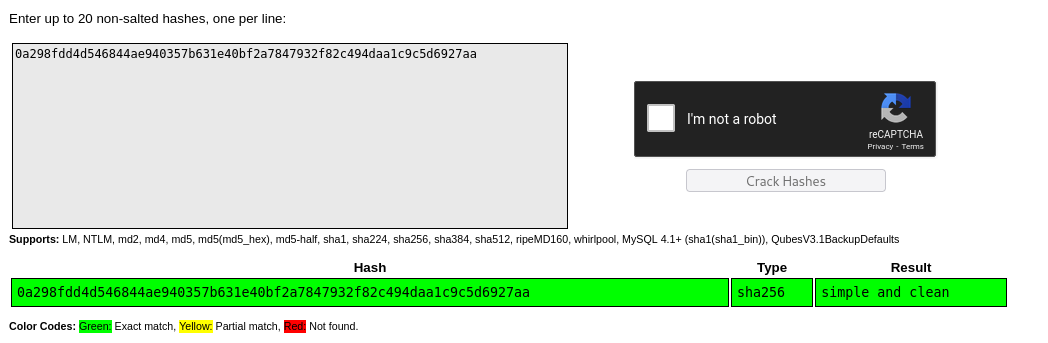 Enter up to 20 non-salted hashes, one per line:
0a298fdd4d546844ae940357b631e40bf2a7847932f82c494daa1c9c5d6927aa
I'm not a robot
reCAPTCHA
Privacy - Terms
Crack Hashes
Supports: LM, NTLM, md2, md4, md5, md5(md5_hex), md5-half, sha1, sha224, sha256, sha384, sha512, ripeMD160, whirlpool, MySQL 4.1+ (sha1(sha1_bin)), QubesV3.1BackupDefaults
Hash Type Result
0a298fdd4d546844ae940357b631e40bf2a7847932f82c494daa1c9c5d6927aa sha256 simple and clean
Color Codes: Green: Exact match, Yellow: Partial match, Red: Not found.